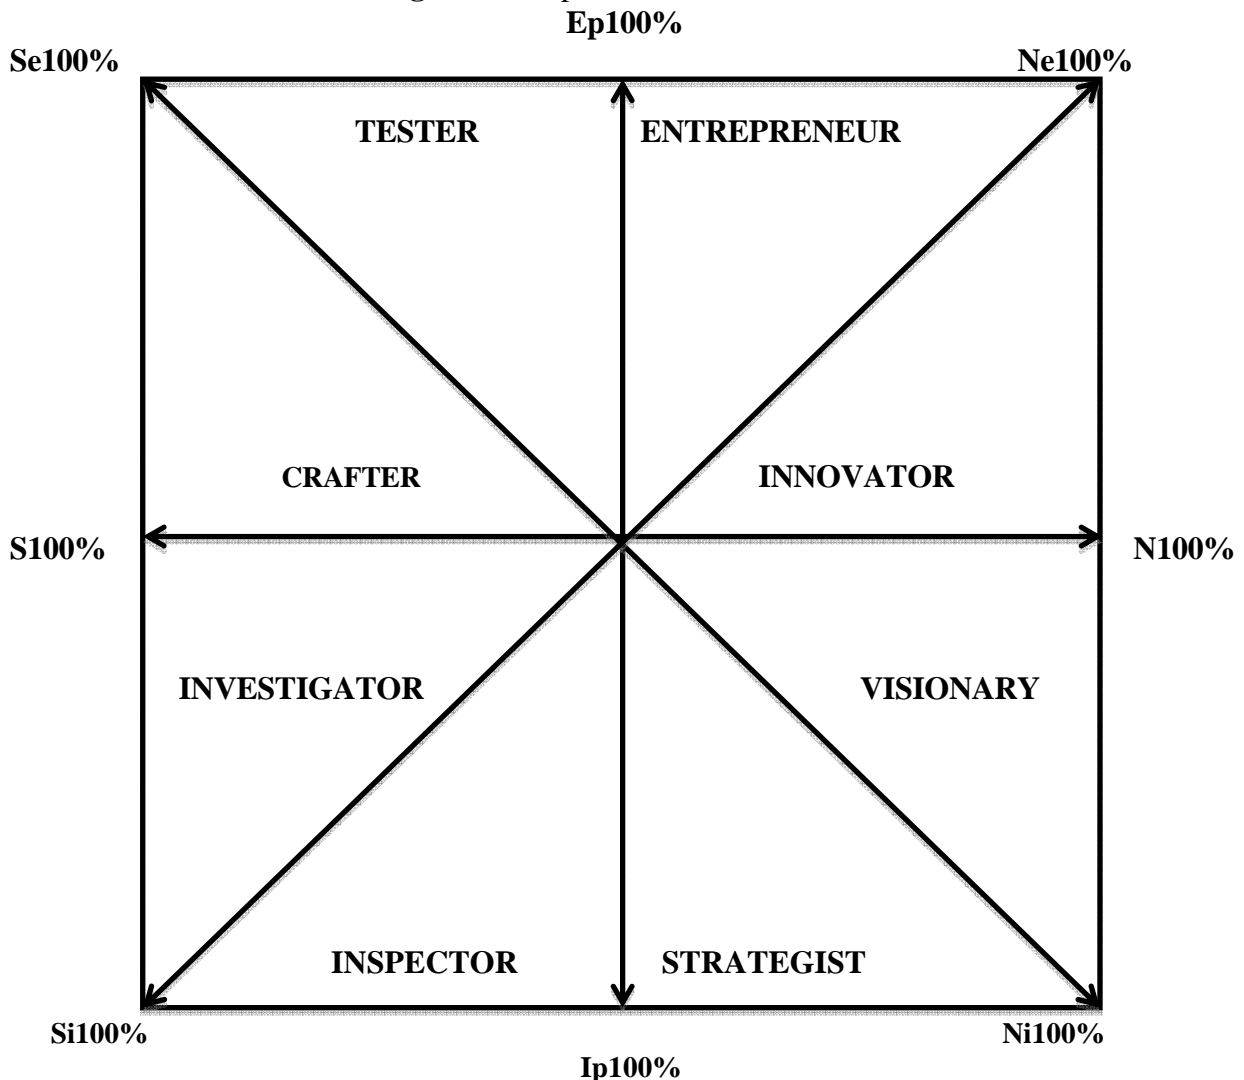 Ep100%
Se100%
Ne100%
TESTER
ENTREPRENEUR
CRAFTER
INNOVATOR
S100%
N100%
INVESTIGATOR
VISIONARY
INSPECTOR
STRATEGIST
Si100%
Ni100%
Ip100%